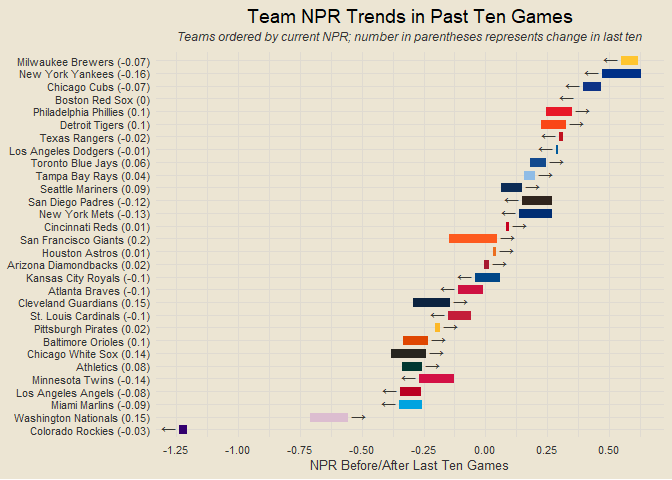 Team NPR Trends in Past Ten Games
Teams ordered by current NPR; number in parentheses represents change in last ten
Milwaukee Brewers (-0.07)
New York Yankees (-0.16)
Chicago Cubs (-0.07)
Boston Red Sox (0)
Philadelphia Phillies (0.1)
Detroit Tigers (0.1)
Texas Rangers (-0.02)
Los Angeles Dodgers (-0.01)
Toronto Blue Jays (0.06)
Tampa Bay Rays (0.04)
Seattle Mariners (0.09)
San Diego Padres (-0.12)
New York Mets (-0.13)
Cincinnati Reds (0.01)
San Francisco Giants (0.2)
Houston Astros (0.01)
Arizona Diamondbacks (0.02)
Kansas City Royals (-0.1)
Atlanta Braves (-0.1)
Cleveland Guardians (0.15)
St. Louis Cardinals (-0.1)
Pittsburgh Pirates (0.02)
Baltimore Orioles (0.1)
Chicago White Sox (0.14)
Athletics (0.08)
Minnesota Twins (-0.14)
Los Angeles Angels (-0.08)
Miami Marlins (-0.09)
Washington Nationals (0.15)
Colorado Rockies (-0.03)
-1.25 -1.00 -0.75 -0.50 -0.25 0.00 0.25 0.50
NPR Before/After Last Ten Games